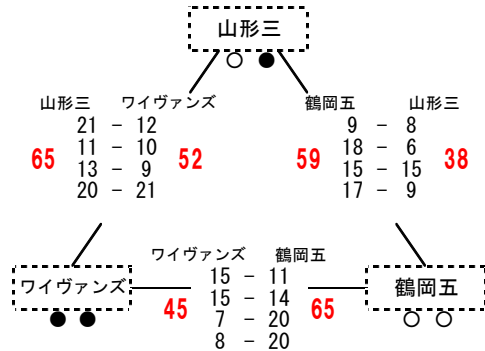 山形三
○ ●
山形三 ワイヴァンズ
21 - 12
11 - 10
13 - 9
20 - 21
65 52
鶴岡五 山形三
9 - 8
18 - 6
15 - 15
17 - 9
59 38
ワイヴァンズ 鶴岡五
15 - 11
15 - 14
7 - 20
8 - 20
45 65
ワイヴァンズ
● ●
鶴岡五
○ ○